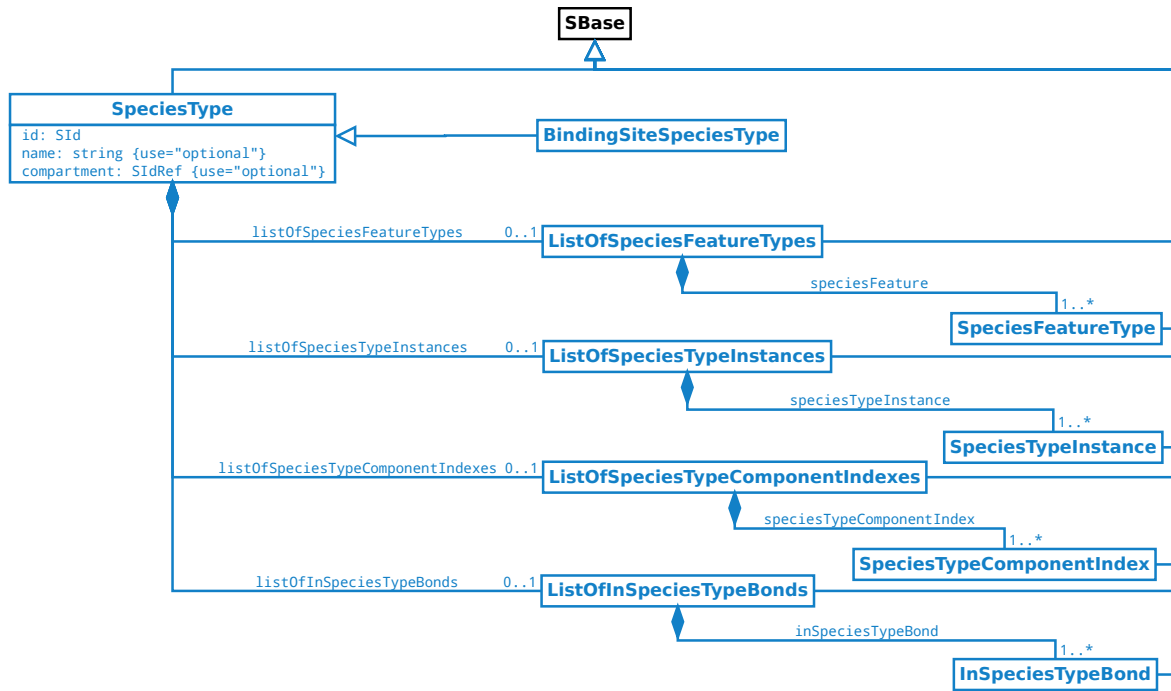 SBase
SpeciesType
id: SId
name: string {use="optional"}
compartment: SIdRef {use="optional"}
BindingSiteSpeciesType
listOfSpeciesFeatureTypes 0..1
ListOfSpeciesFeatureTypes
speciesFeature
1..*
SpeciesFeatureType
listOfSpeciesTypeInstances 0..1
ListOfSpeciesTypeInstances
speciesTypeInstance
1..*
SpeciesTypeInstance
listOfSpeciesTypeComponentIndexes 0..1
ListOfSpeciesTypeComponentIndexes
speciesTypeComponentIndex
1..*
SpeciesTypeComponentIndex
listOfInSpeciesTypeBonds 0..1
ListOfInSpeciesTypeBonds
inSpeciesTypeBond
1..*
InSpeciesTypeBond